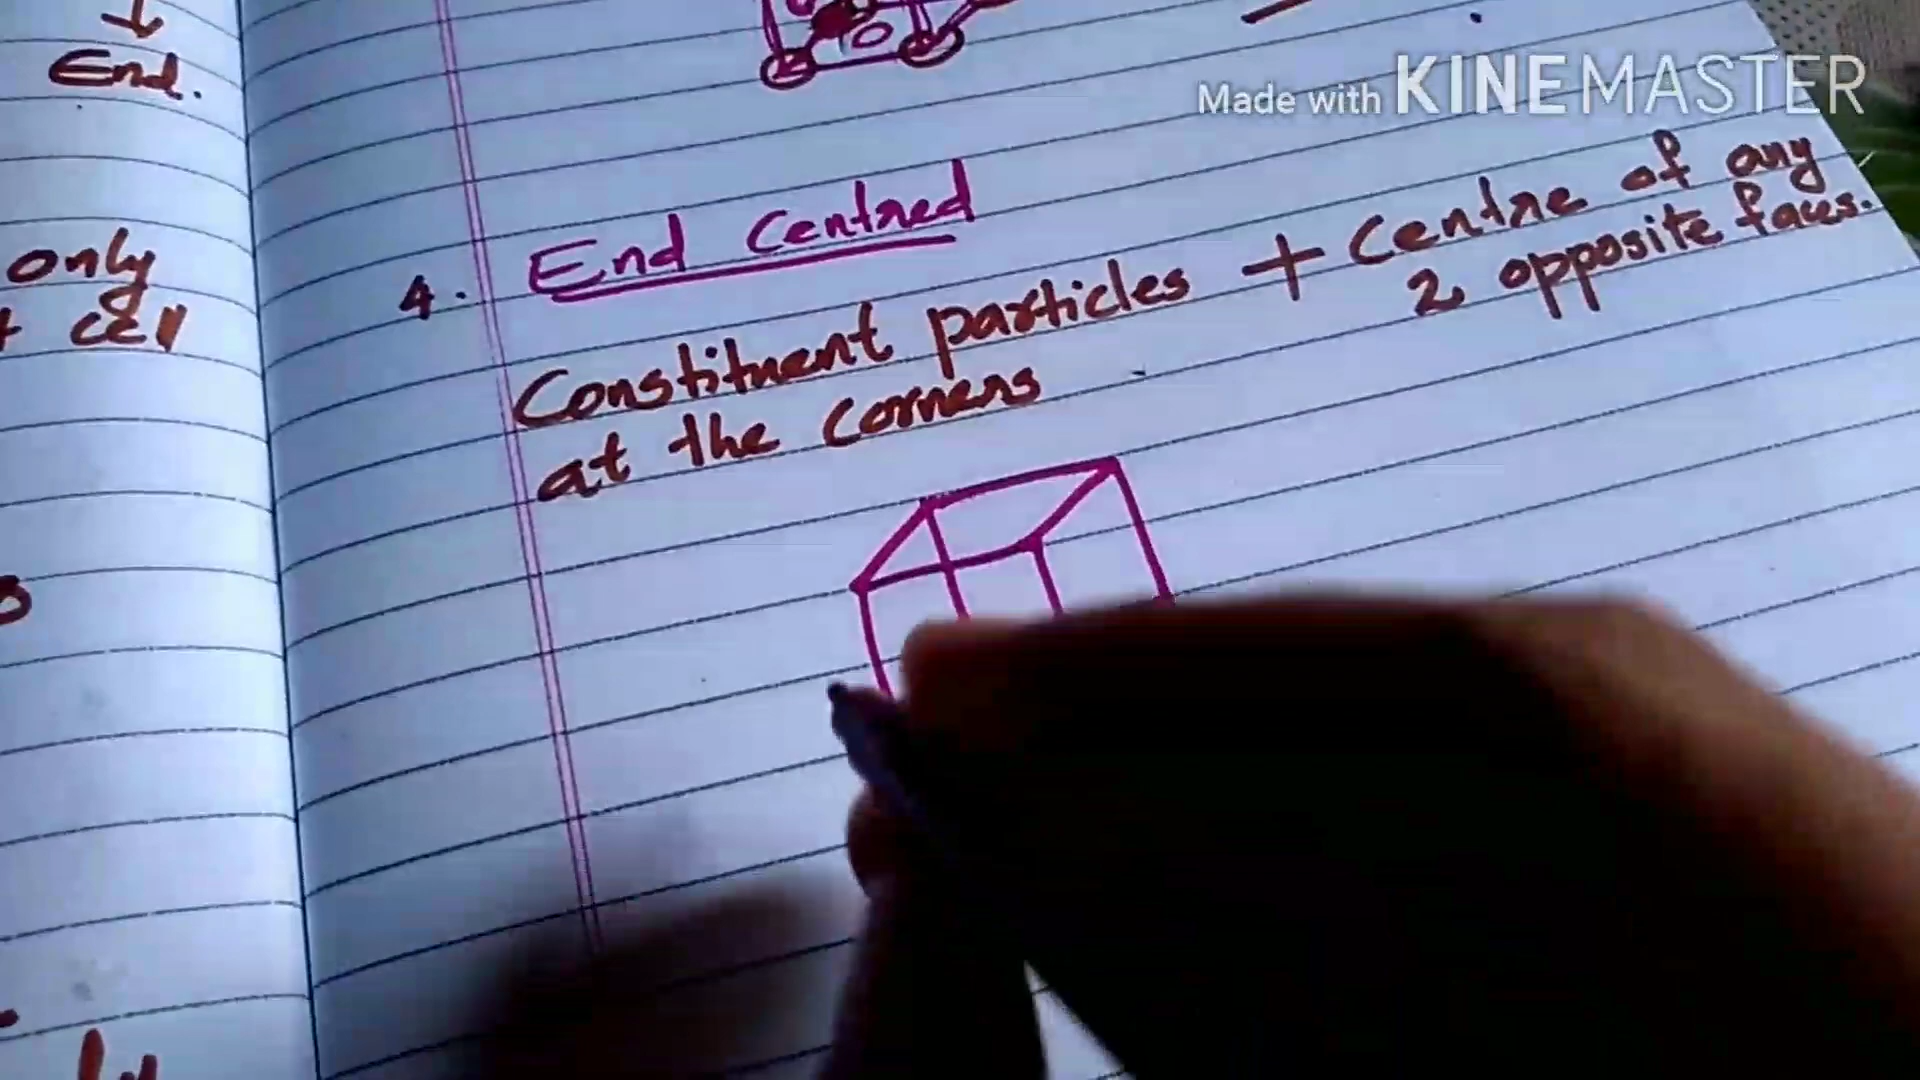 End.
Made with KINEMASTER
only
cell
4. End Centred
Constituent particles + Centre of any
at the corners 2 opposite faces.